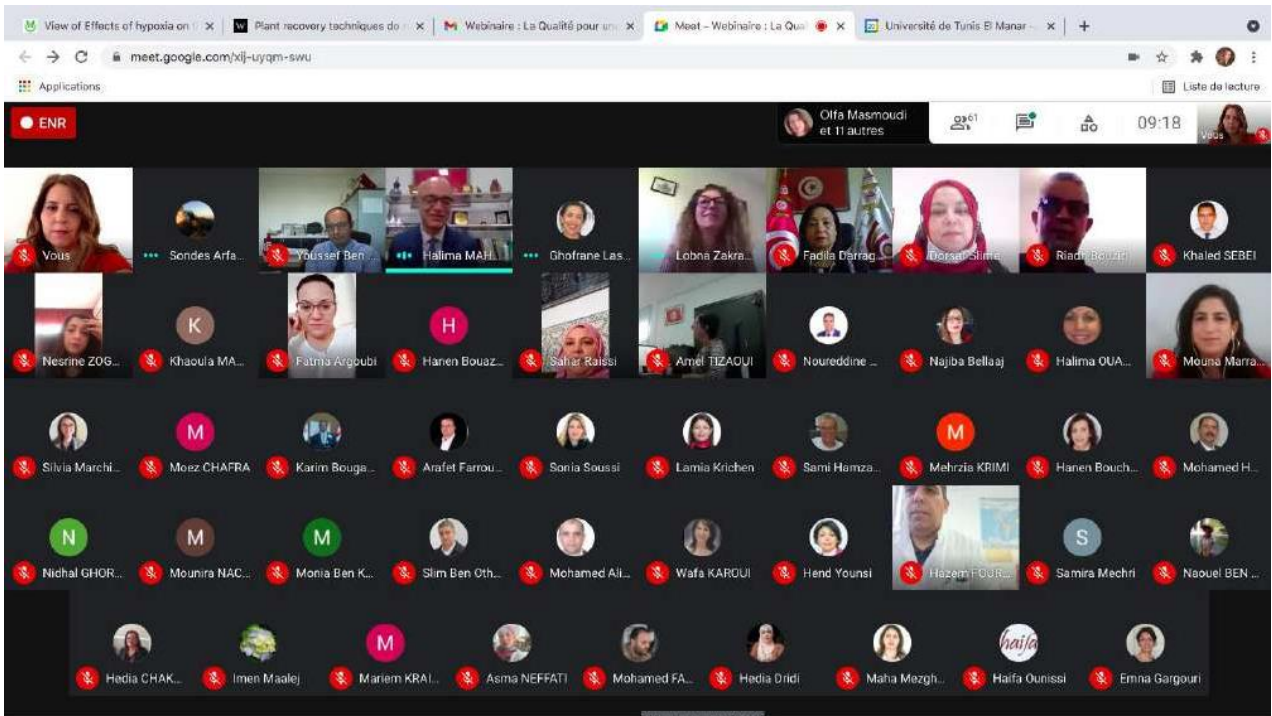 View of Effects of hypoxia on
W Plant recovery techniques do
Webinaire : La Qualité pour un
Meet – Webinaire : La Qua
Université de Tunis El Manar -
meet.google.com/xij-uyqm-swu
Applications
Liste de lecture
ENR
Olfa Masmoudi
et 11 autres
61
09:18
Vous
Vous
Sondes Arfa...
Youssef Ben ...
Halima MAH...
Ghofrane Las...
Lobna Zakra...
Fadila Darrag...
Dorsaf Slime
Riadh Bouzid
Khaled SEBEI
Nesrine ZOG...
K
Khaoula MA...
Fatma Argoubi
H
Hanen Bouaz...
Sahar Raissi
Amel TIZAOUI
Noureddine ...
Najiba Bellaaj
Halima OUA...
Mouna Marra...
Silvia Marchi...
M
Moez CHAFRA
Karim Bouga...
Arafet Farrou...
Sonia Soussi
Lamia Krichen
Sami Hamza...
M
Mehrzia KRIMI
Hanen Bouch...
Mohamed H...
N
Nidhal GHOR...
M
Mounira NAC...
M
Monia Ben K...
Slim Ben Oth...
Mohamed Ali...
Wafa KAROUI
Hend Younsi
Hazem FOUR...
S
Samira Mechri
Naouel BEN ...
Hedia CHAK...
Imen Maalej
M
Mariem KRAI...
Asma NEFFATI
Mohamed FA...
Hedia Dridi
Maha Mezgh...
haifa
Haifa Ounissi
Emna Gargouri